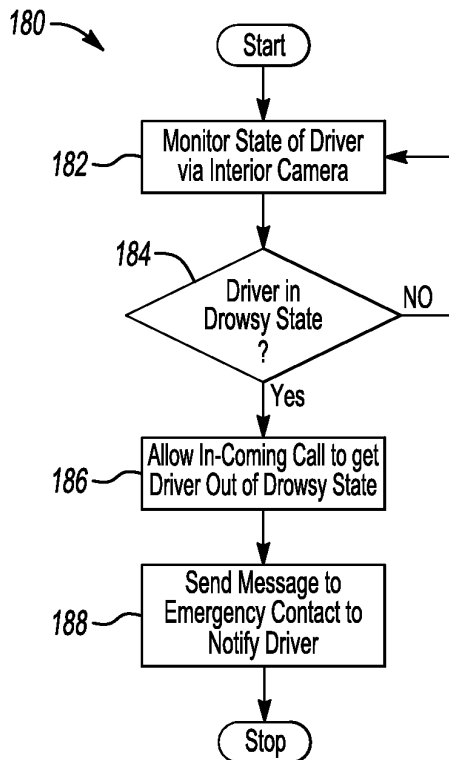 180
Start
182
Monitor State of Driver
via Interior Camera
184
Driver in
Drowsy State
?
NO
Yes
186
Allow In-Coming Call to get
Driver Out of Drowsy State
188
Send Message to
Emergency Contact to
Notify Driver
Stop